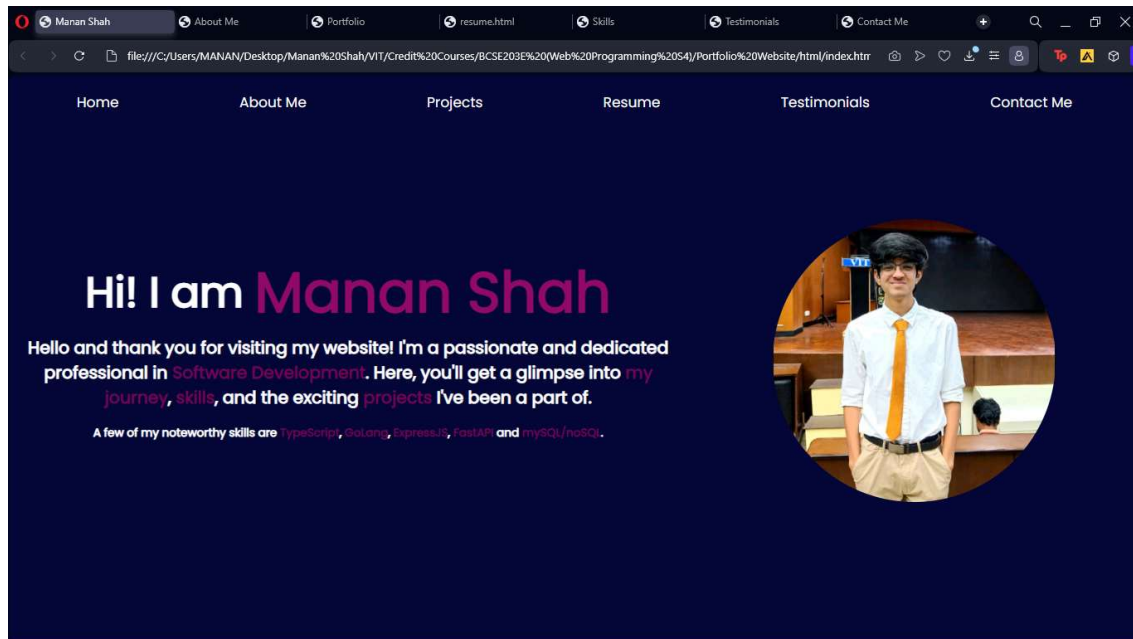 Manan Shah About Me Portfolio resume.html Skills Testimonials Contact Me
file:///C:/Users/MANAN/Desktop/Manan%20Shah/VIT/Credit%20Courses/BCSE203E%20(Web%20Programming%20S4)/Portfolio%20Website/html/index.htm
Tp
Home About Me Projects Resume Testimonials Contact Me
VIT
Hi! I am Manan Shah
Hello and thank you for visiting my website! I'm a passionate and dedicated
professional in Software Development. Here, you'll get a glimpse into my
journey, skills, and the exciting projects I've been a part of.
A few of my noteworthy skills are TypeScript, GoLang, ExpressJS, FastAPI and mySQL/noSQL.